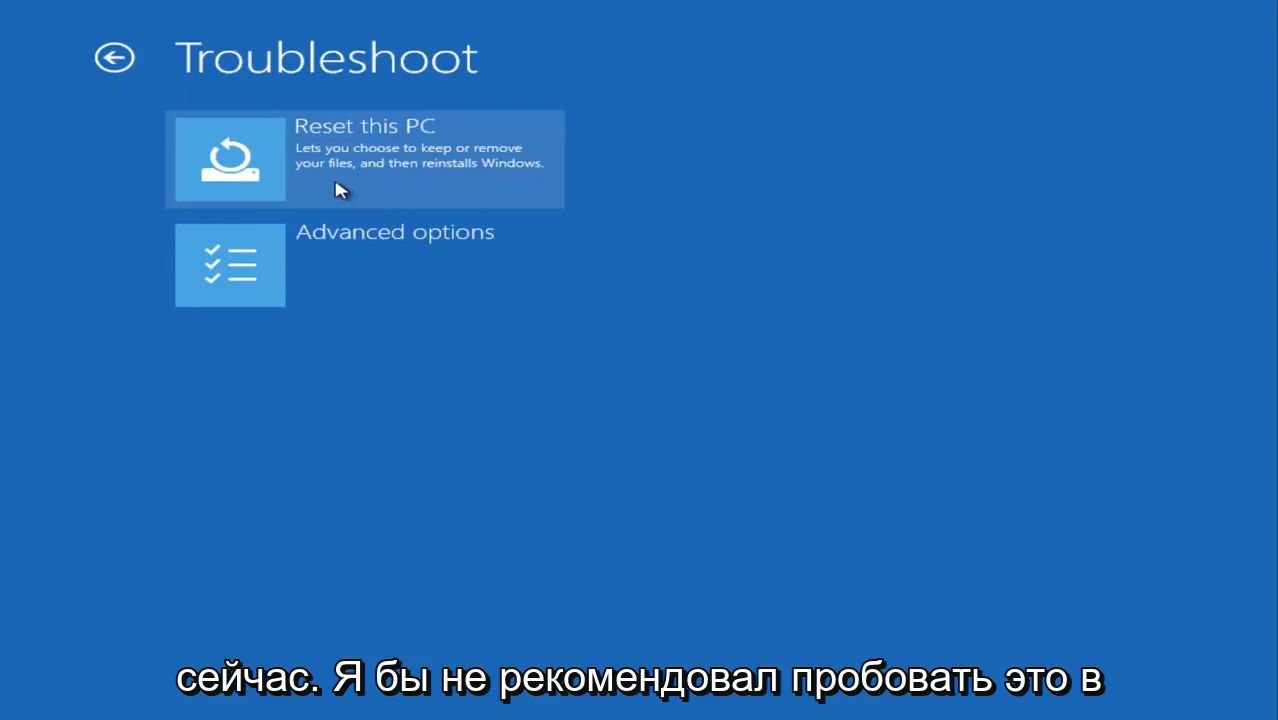 Troubleshoot
Reset this PC
Lets you choose to keep or remove
your files, and then reinstalls Windows.
Advanced options
сейчас. Я бы не рекомендовал пробовать это в